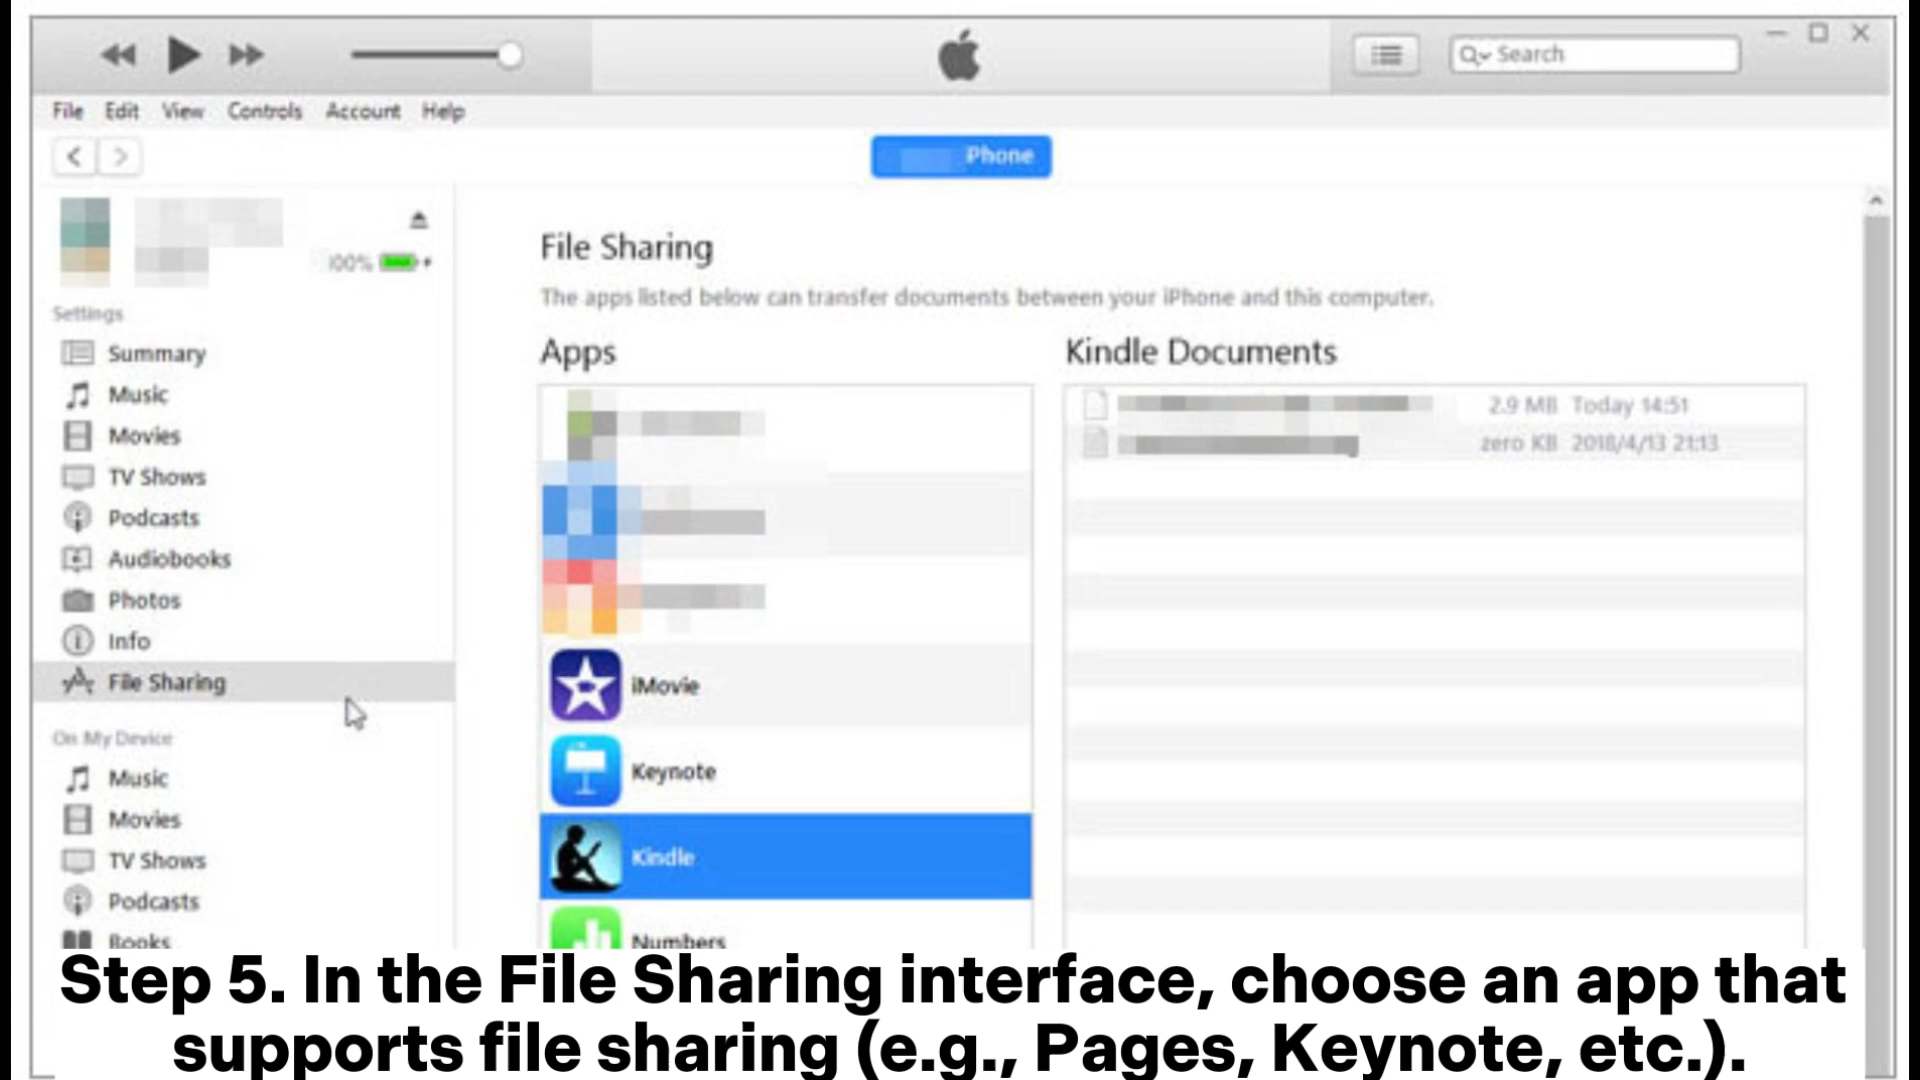 Search
File Edit View Controls Account Help
Phone
100%
Settings
Summary
Music
Movies
TV Shows
Podcasts
Audiobooks
Photos
Info
File Sharing
On My Device
Music
Movies
TV Shows
Podcasts
Books
File Sharing
The apps listed below can transfer documents between your iPhone and this computer.
Apps
iMovie
Keynote
Kindle
Numbers
Kindle Documents
2.9 MB Today 14:51
zero KB 2018/4/13 21:13
Step 5. In the File Sharing interface, choose an app that
supports file sharing (e.g., Pages, Keynote, etc.).